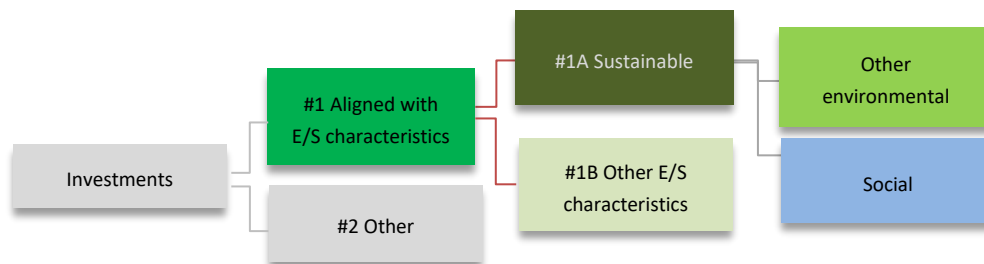 Investments
#1 Aligned with
E/S characteristics
#2 Other
#1A Sustainable
#1B Other E/S
characteristics
Other
environmental
Social